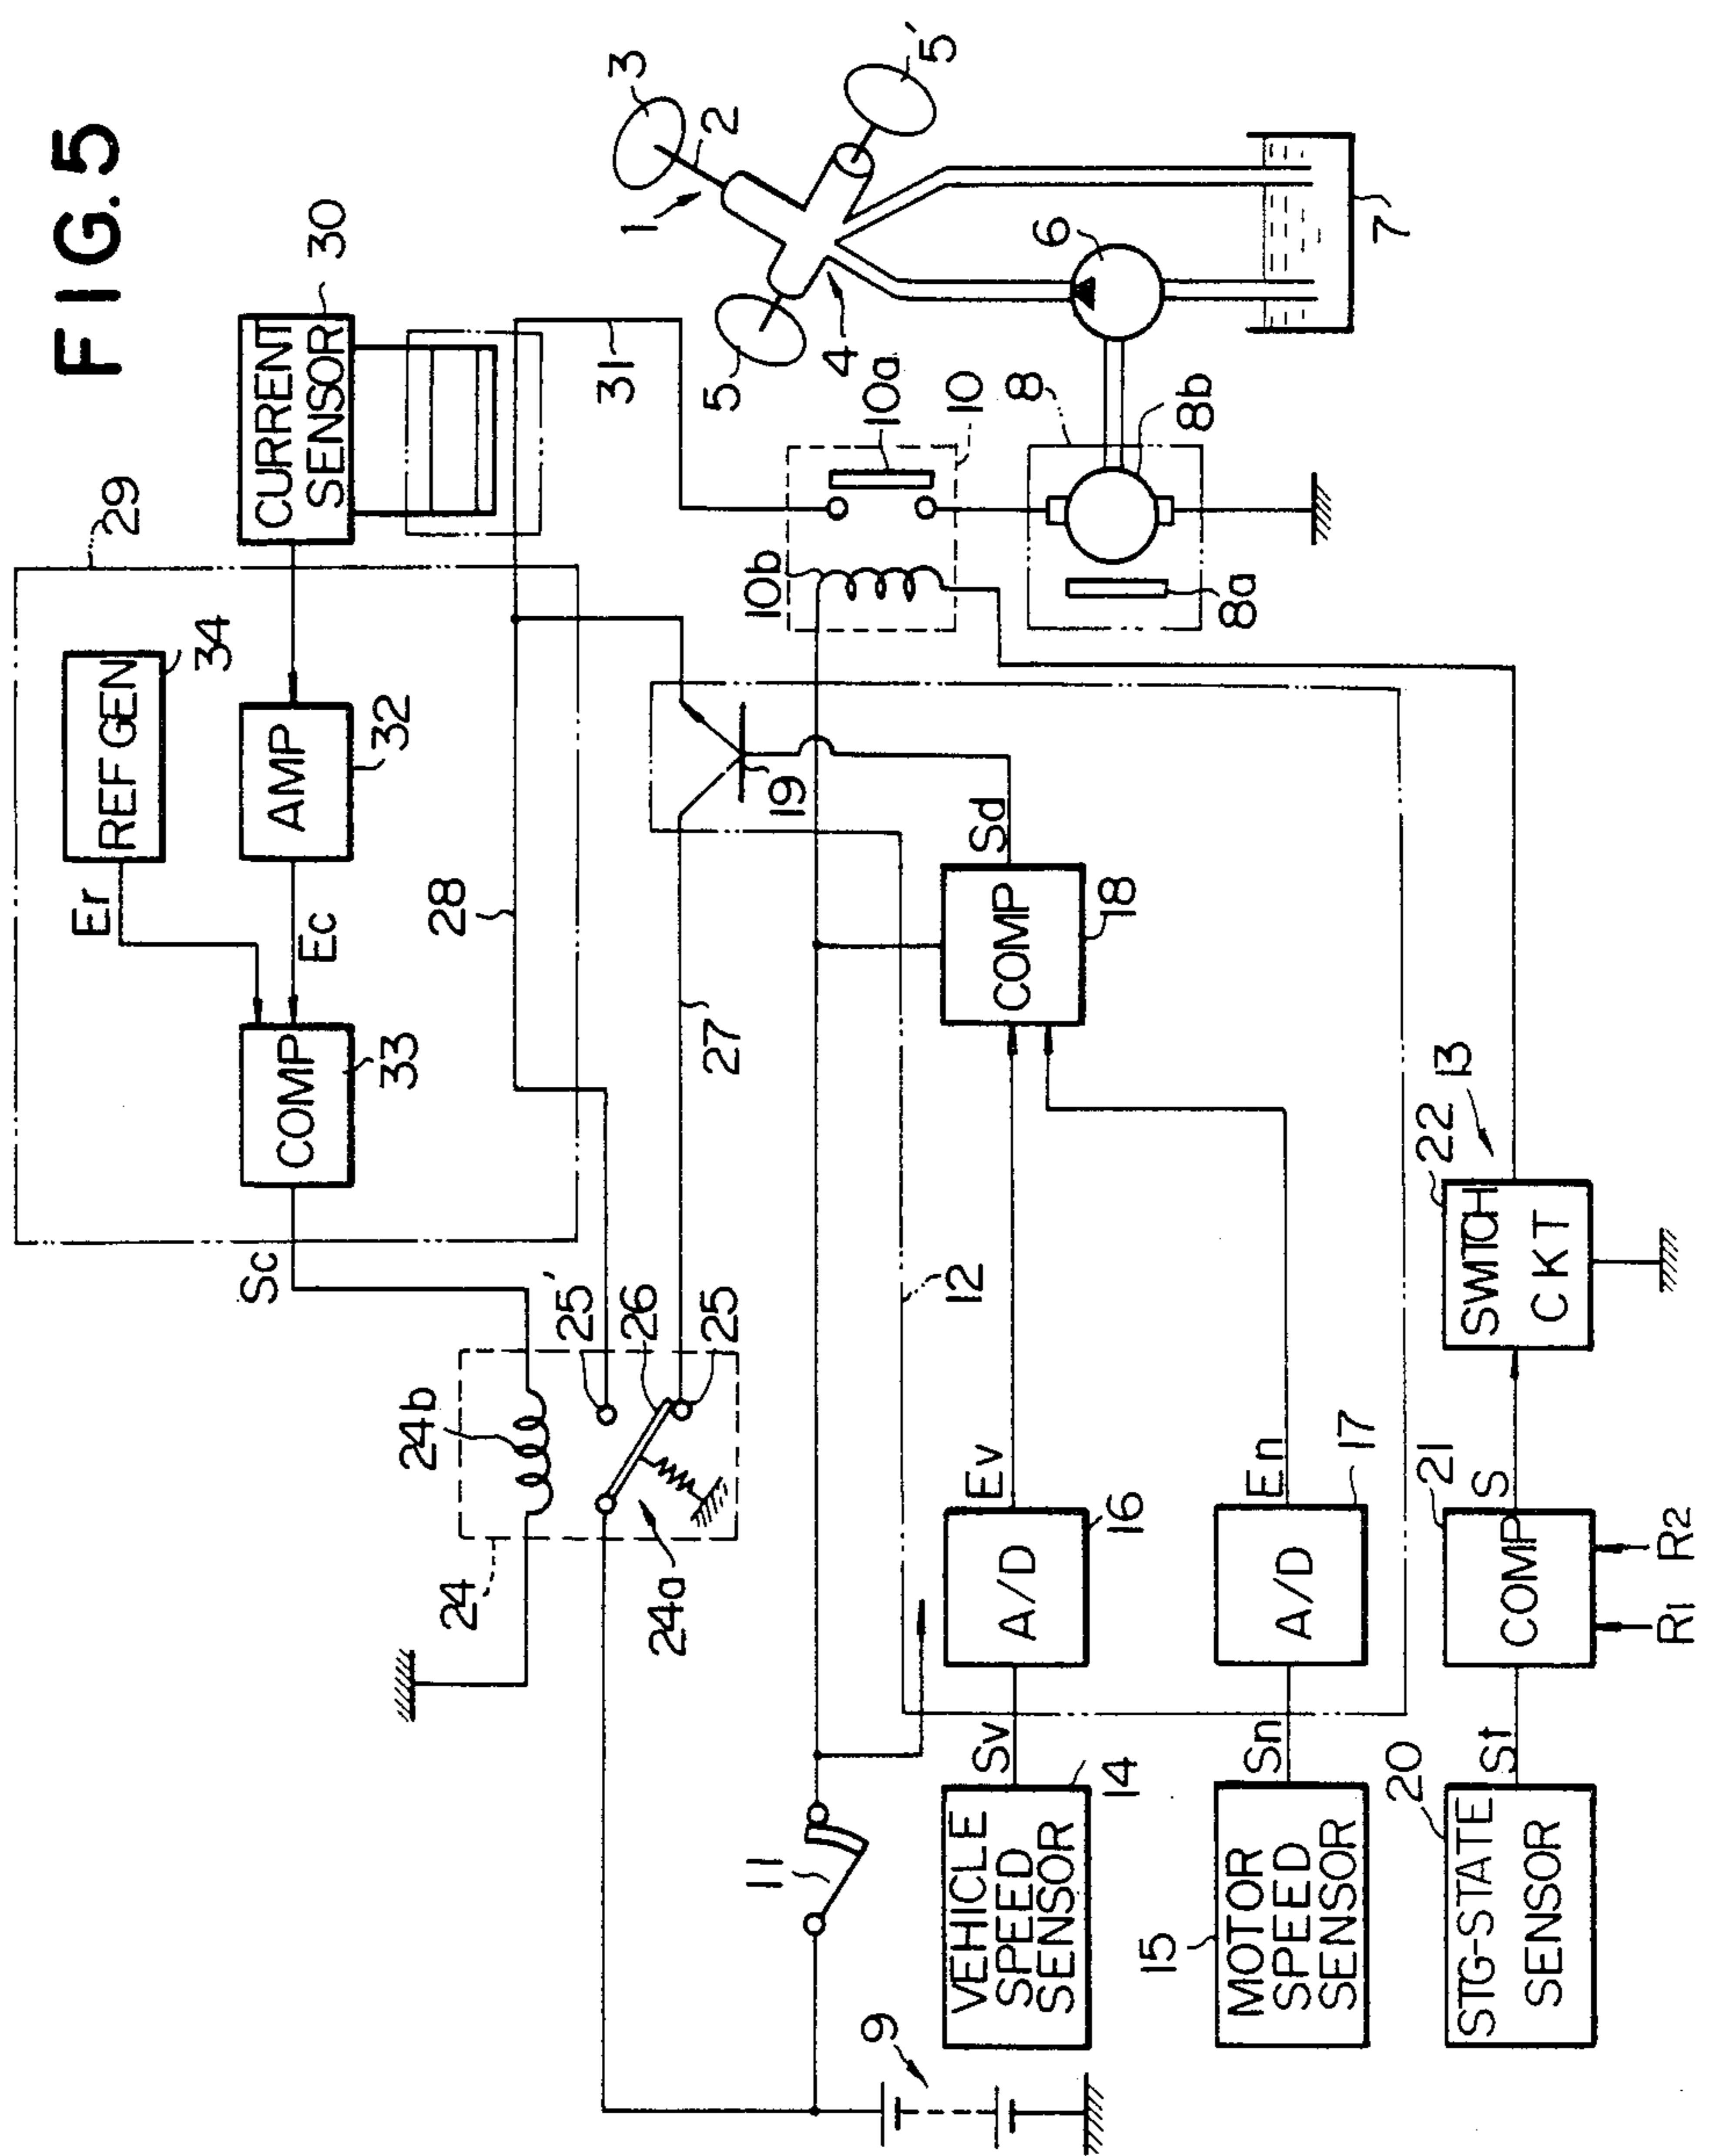 FIG. 5
29
30
CURRENT
SENSOR
34
REF GEN
Er
AMP
32
Ec
COMP
33
Sc
28
31
27
24
24b
24a
25'
26
25
1
2
3
4
5
5'
6
7
8
8a
8b
10
10a
10b
19
Sd
COMP
18
12
11
9
Ev
A/D
16
Sv
VEHICLE
SPEED
SENSOR
14
En
A/D
17
Sn
MOTOR
SPEED
SENSOR
15
13
22
SWITCH
CKT
S
21
COMP
R1
R2
St
20
STG-STATE
SENSOR